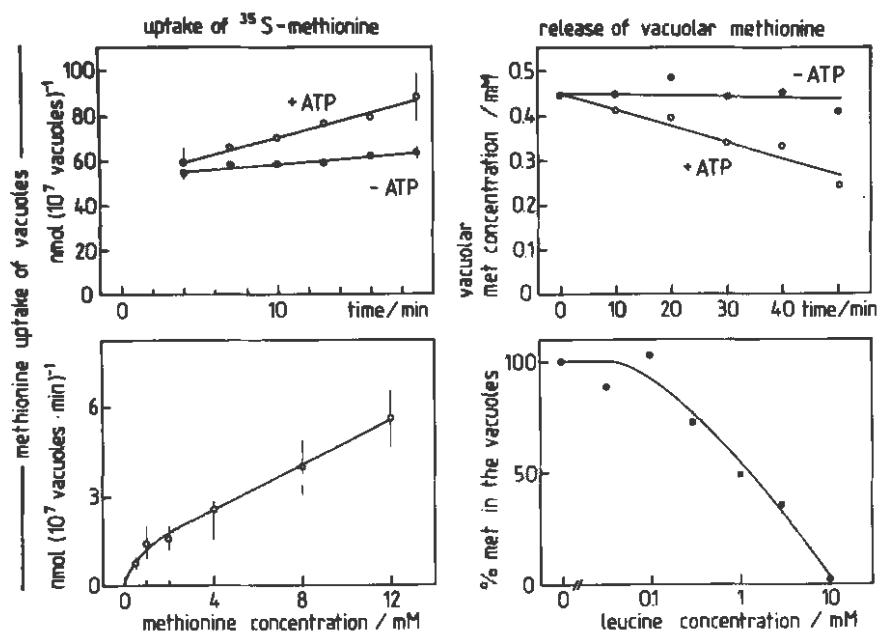 uptake of ³⁵S-methionine
methionine uptake of vacuoles
nmol (10⁷ vacuoles)⁻¹
100
80
60
40
20
0
+ ATP
- ATP
0
10
time/min
release of vacuolar methionine
vacuolar
met concentration / mM
0.5
0.4
0.3
0.2
0
- ATP
+ ATP
0
10
20
30
40
time/min
nmol (10⁷ vacuoles · min)⁻¹
6
3
0
0
4
8
12
methionine concentration / mM
% met in the vacuoles
100
50
0
0
0.1
1
10
leucine concentration / mM